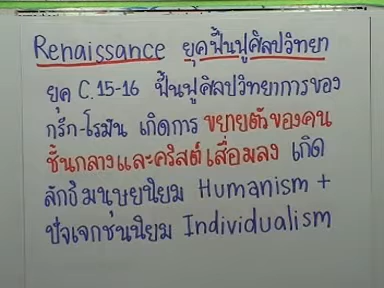 Renaissance ยุคฟื้นฟูศิลปวิทยา
ยุค C.15-16 ฟื้นฟูศิลปวิทยาการของ
กรีก-โรมัน เกิดการ ขยายตัวของคน
ชั้นกลางและคริสต์เสื่อมลง เกิด
ลัทธิมนุษยนิยม Humanism +
ปัจเจกชนนิยม Individualism